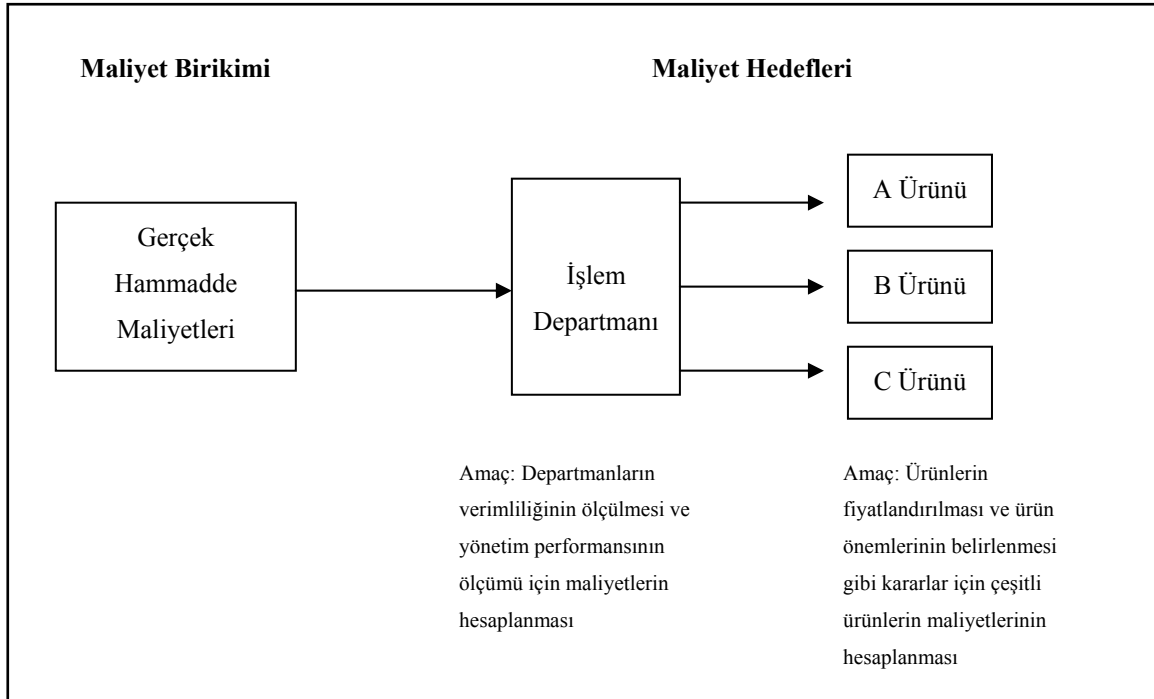 Maliyet Birikimi
Maliyet Hedefleri
Gerçek
Hammadde
Maliyetleri
İşlem
Departmanı
A Ürünü
B Ürünü
C Ürünü
Amaç: Departmanların
verimliliğinin ölçülmesi ve
yönetim performansının
ölçümü için maliyetlerin
hesaplanması
Amaç: Ürünlerin
fiyatlandırılması ve ürün
önemlerinin belirlenmesi
gibi kararlar için çeşitli
ürünlerin maliyetlerinin
hesaplanması